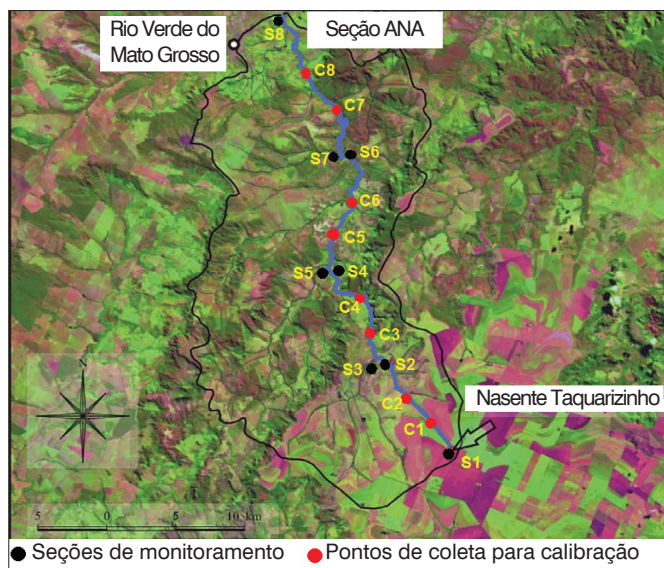 Rio Verde do
Mato Grosso
Seção ANA
S8
C8
C7
S7
S6
C6
C5
S5
S4
C4
C3
S3
S2
C2
Nasente Taquarizinho
C1
S1
N
5 0 10 km
Seções de monitoramento
Pontos de coleta para calibração